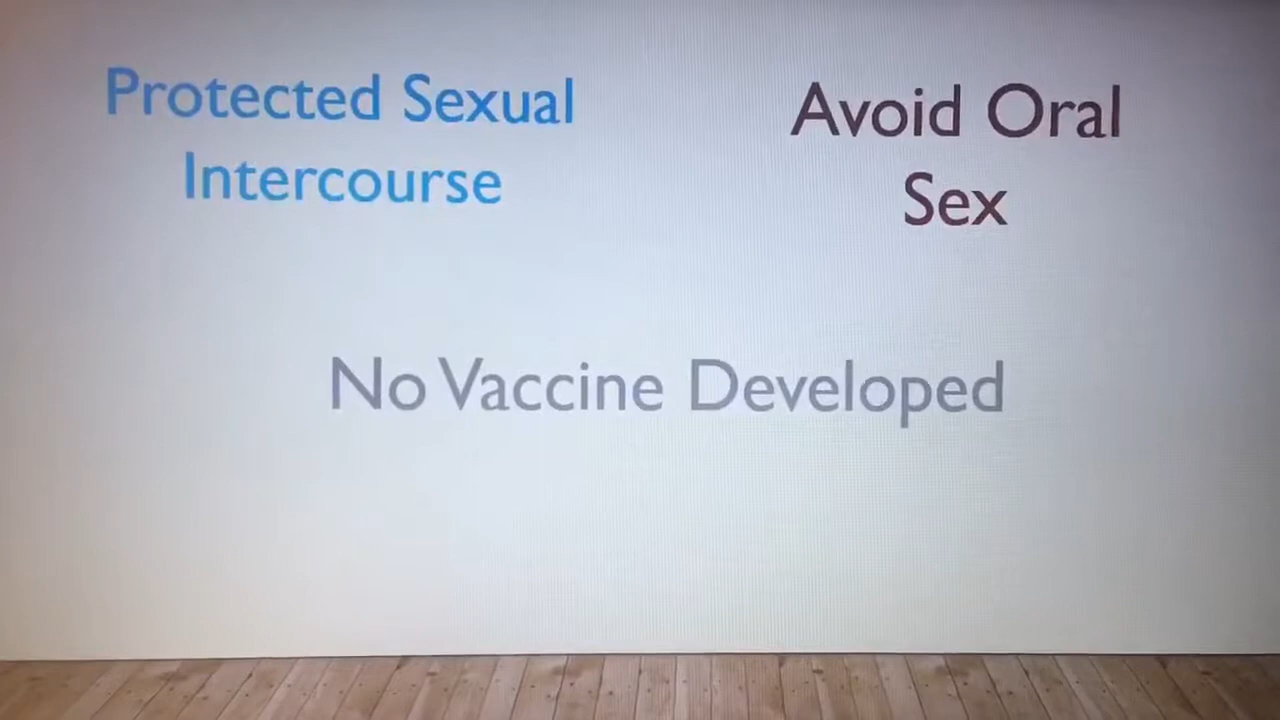 Protected Sexual
Intercourse
Avoid Oral
Sex
No Vaccine Developed